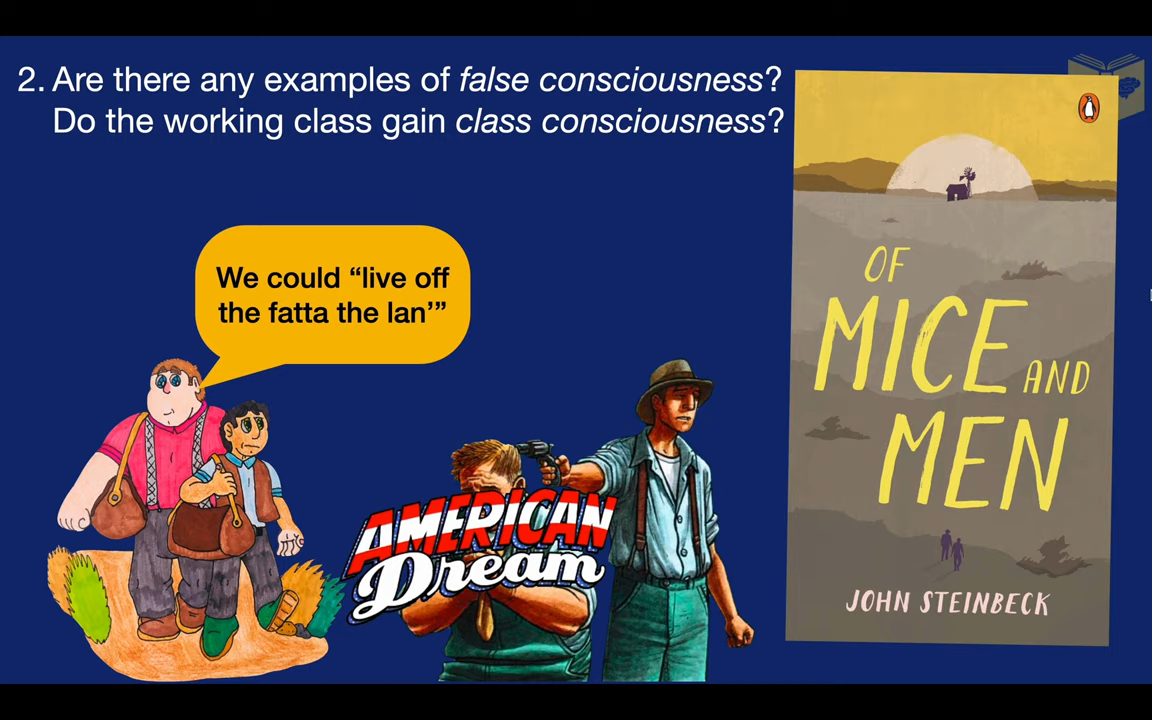 2. Are there any examples of false consciousness?
Do the working class gain class consciousness?
We could “live off
the fatta the lan’”
AMERICAN
Dream
OF
MICE AND
MEN
JOHN STEINBECK